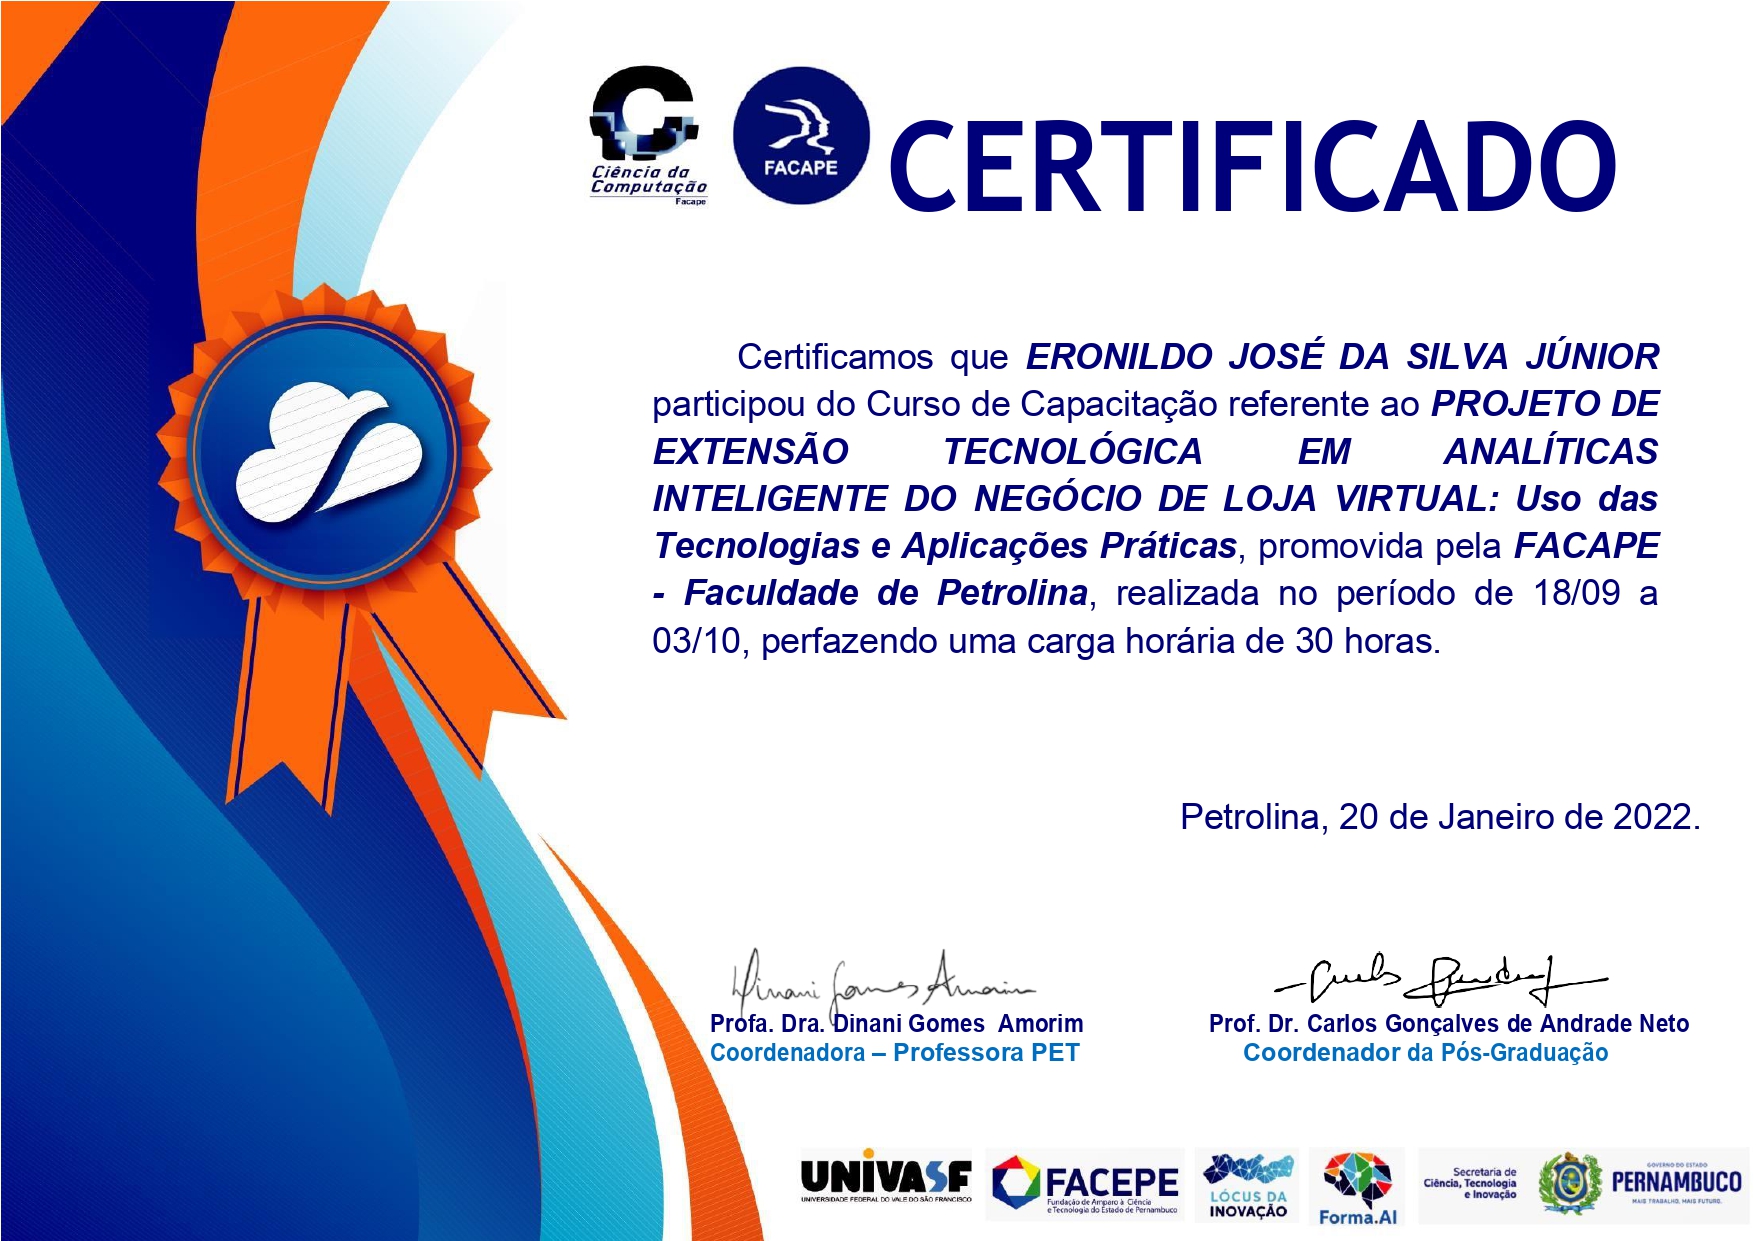 Ciência da
Computação
Facape
FACAPE
CERTIFICADO
Certificamos que ERONILDO JOSÉ DA SILVA JÚNIOR
participou do Curso de Capacitação referente ao PROJETO DE
EXTENSÃO TECNOLÓGICA EM ANALÍTICAS
INTELIGENTE DO NEGÓCIO DE LOJA VIRTUAL: Uso das
Tecnologias e Aplicações Práticas, promovida pela FACAPE
- Faculdade de Petrolina, realizada no período de 18/09 a
03/10, perfazendo uma carga horária de 30 horas.
Petrolina, 20 de Janeiro de 2022.
Dinani Gomes Amorim
Profa. Dra. Dinani Gomes Amorim
Coordenadora – Professora PET
Prof. Dr. Carlos Gonçalves de Andrade Neto
Coordenador da Pós-Graduação
UNIVASF
UNIVERSIDADE FEDERAL DO VALE DO SÃO FRANCISCO
FACEPE
Fundação de Amparo à Ciência
e Tecnologia do Estado de Pernambuco
LÓCUS DA
INOVAÇÃO
Forma.AI
Secretaria de
Ciência, Tecnologia
e Inovação
GOVERNO DO ESTADO
PERNAMBUCO
MAIS TRABALHO, MAIS FUTURO.